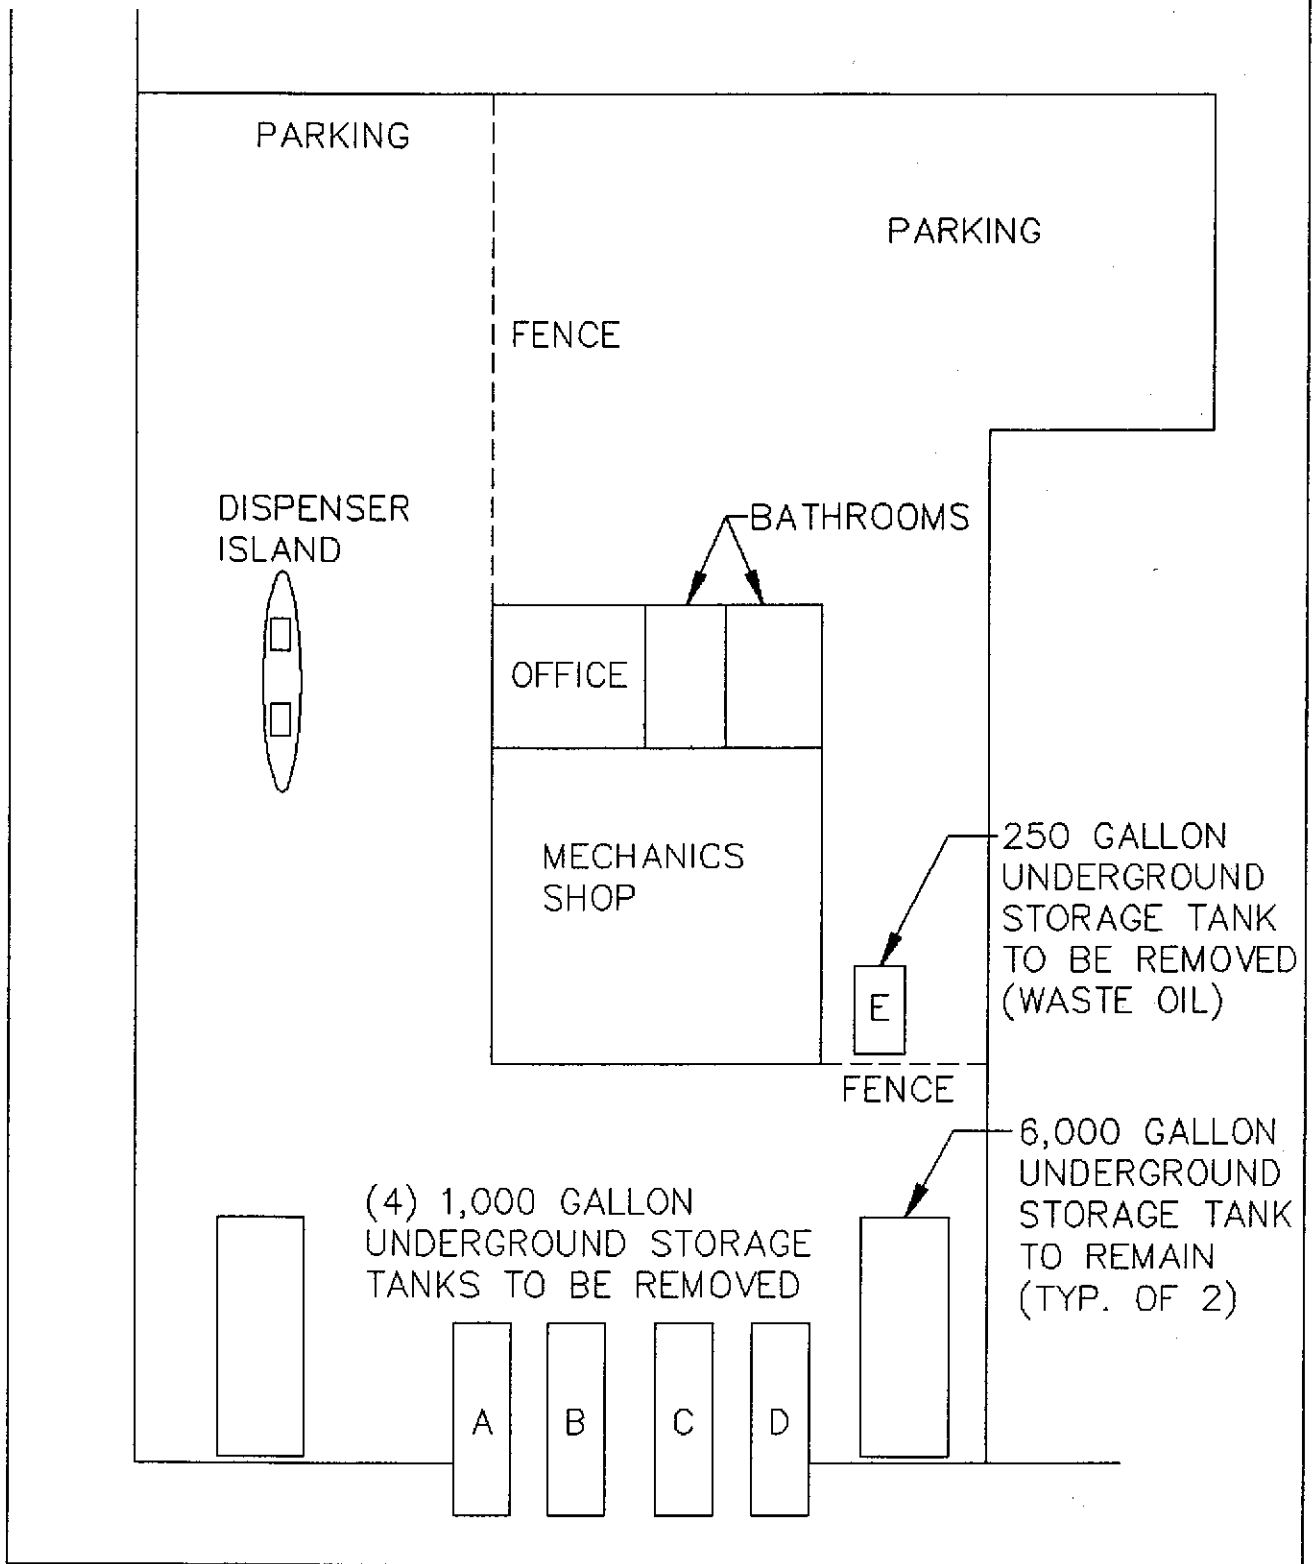 PARKING
PARKING
FENCE
DISPENSER
ISLAND
BATHROOMS
OFFICE
MECHANICS
SHOP
250 GALLON
UNDERGROUND
STORAGE TANK
TO BE REMOVED
(WASTE OIL)
E
FENCE
6,000 GALLON
UNDERGROUND
STORAGE TANK
TO REMAIN
(TYP. OF 2)
(4) 1,000 GALLON
UNDERGROUND STORAGE
TANKS TO BE REMOVED
A
B
C
D